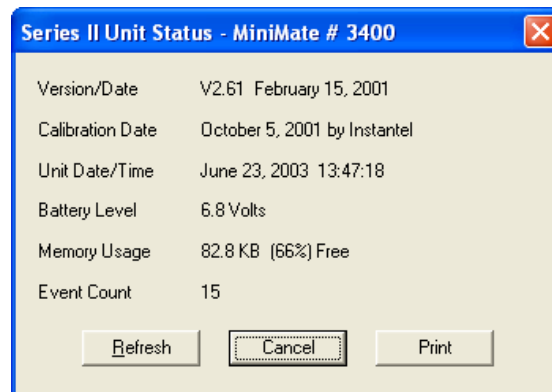 Series II Unit Status - MiniMate # 3400
Version/Date V2.61 February 15, 2001
Calibration Date October 5, 2001 by Instantel
Unit Date/Time June 23, 2003 13:47:18
Battery Level 6.8 Volts
Memory Usage 82.8 KB (66%) Free
Event Count 15
Refresh Cancel Print